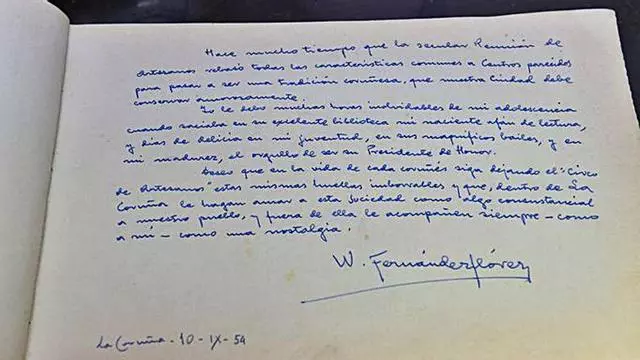 Hace mucho tiempo que la secular Reunión de
Artesanos rebasó todas las características comunes a Centros parecidos
para pasar a ser una tradición coruñesa, que nuestra Ciudad debe
conservar amorosamente.
Yo le debo muchas horas inolvidables de mi adolescencia
cuando saciaba en su excelente biblioteca mi naciente afán de lectura,
y días de delicia en mi juventud, en sus magníficos bailes, y en
mi madurez, el orgullo de ser su Presidente de Honor.
Deseo que en la vida de cada coruñés siga dejando el "Circo
de Artesanos" estas mismas huellas imborrables y que, dentro de La
Coruña le hagan amar a esta sociedad como algo consustancial
a nuestro pueblo, y fuera de ella le acompañen siempre - como
a mí - como una nostalgia.
W. Fernández Flórez
La Coruña - 10 - IX - 54